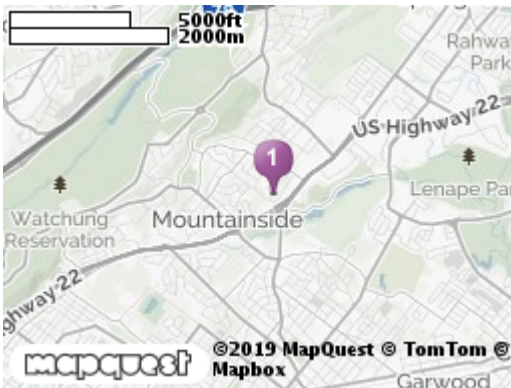 5000ft
2000m
Rahwa
Park
US Highway 22
1
Lenape Par
Watchung
Reservation
Mountainside
ghway 22
mapquest
©2019 MapQuest © TomTom ©
Mapbox
Garwood